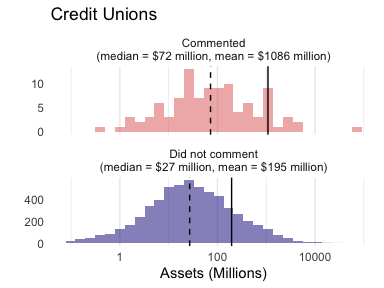 Credit Unions
Commented
(median = $72 million, mean = $1086 million)
10
5
0
Did not comment
(median = $27 million, mean = $195 million)
400
200
0
1
100
10000
Assets (Millions)